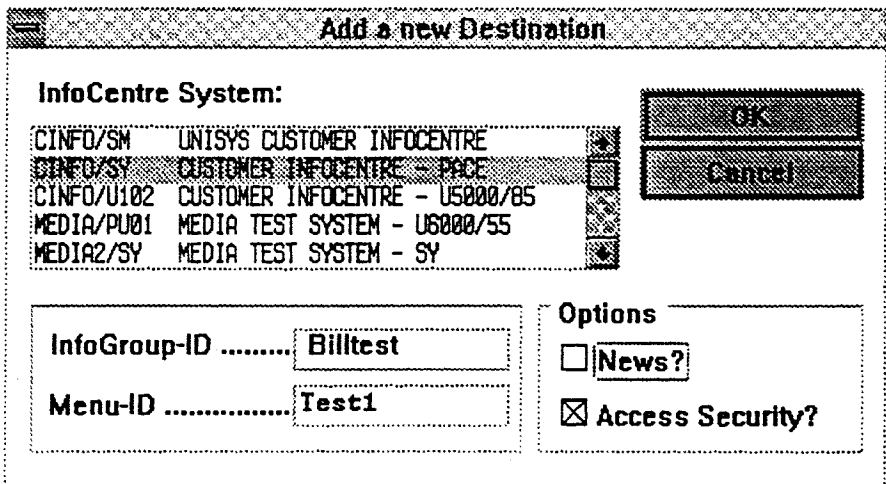 Add a new Destination
InfoCentre System:
CINFO/SM UNISYS CUSTOMER INFOCENTRE
CINFO/SY CUSTOMER INFOCENTRE - PACE
CINFO/U102 CUSTOMER INFOCENTRE - U5000/85
MEDIA/PU01 MEDIA TEST SYSTEM - U6000/55
MEDIA2/SY MEDIA TEST SYSTEM - SY
OK
Cancel
InfoGroup-ID ......... Billtest
Menu-ID ................ Test1
Options
News?
Access Security?